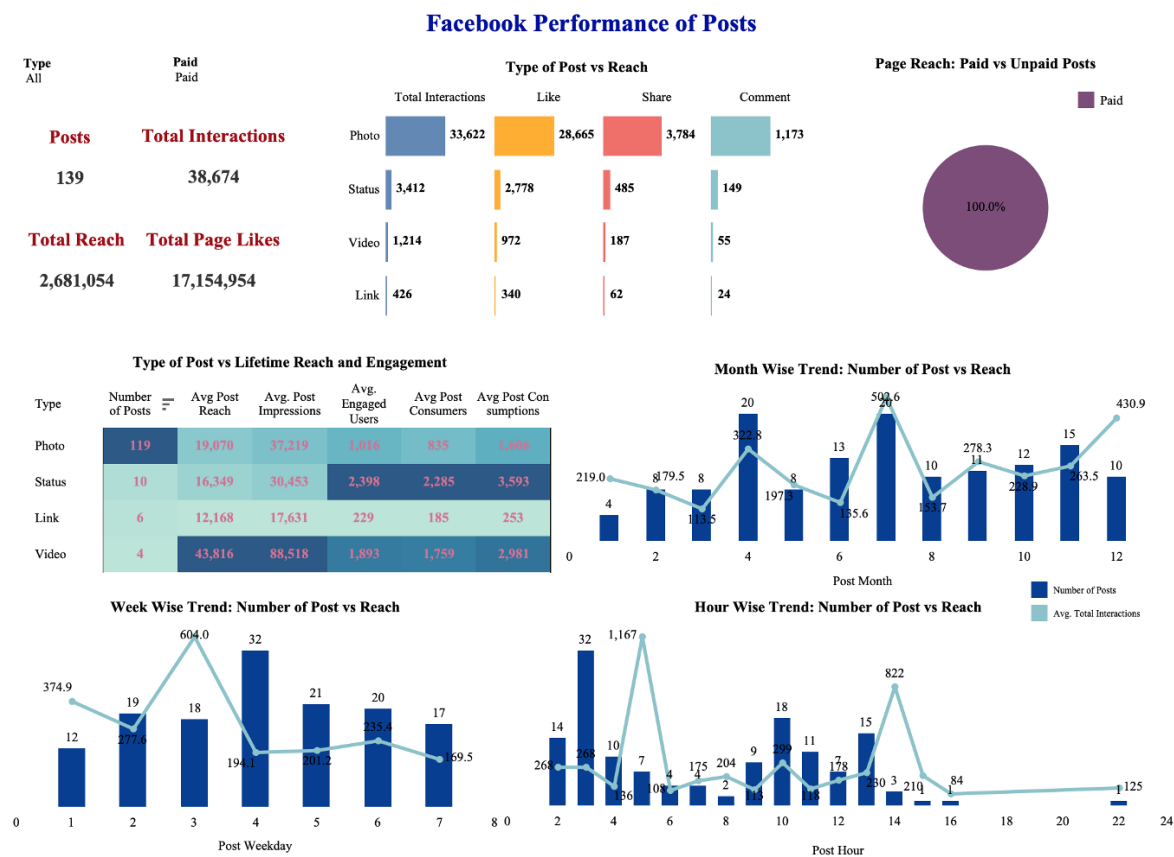 Facebook Performance of Posts
Type
All
Paid
Paid
Posts
139
Total Interactions
38,674
Total Reach
2,681,054
Total Page Likes
17,154,954
Type of Post vs Reach
Total Interactions Like Share Comment
Photo 33,622 28,665 3,784 1,173
Status 3,412 2,778 485 149
Video 1,214 972 187 55
Link 426 340 62 24
Page Reach: Paid vs Unpaid Posts
Paid
100.0%
Type of Post vs Lifetime Reach and Engagement
Type Number of Posts Avg Post Reach Avg. Post Impressions Avg. Engaged Users Avg Post Consumers Avg Post Con sumptions
Photo 119 19,070 37,219 1,016 835 1,606
Status 10 16,349 30,453 2,398 2,285 3,593
Link 6 12,168 17,631 229 185 253
Video 4 43,816 88,518 1,893 1,759 2,981
Month Wise Trend: Number of Post vs Reach
219.0 179.5 113.5 322.8 197.3 135.6 502.6 153.7 278.3 228.9 263.5 430.9
4 8 8 20 8 13 20 10 11 12 15 10
0 2 4 6 8 10 12
Post Month
Number of Posts
Avg. Total Interactions
Week Wise Trend: Number of Post vs Reach
374.9 277.6 604.0 194.1 201.2 235.4 169.5
12 19 18 32 21 20 17
0 1 2 3 4 5 6 7 8
Post Weekday
Hour Wise Trend: Number of Post vs Reach
268 268 136 1,167 108 175 204 113 299 118 178 230 822 210 84 125
14 32 10 7 4 4 2 9 18 11 7 15 3 1 1 1
0 2 4 6 8 10 12 14 16 18 20 22 24
Post Hour